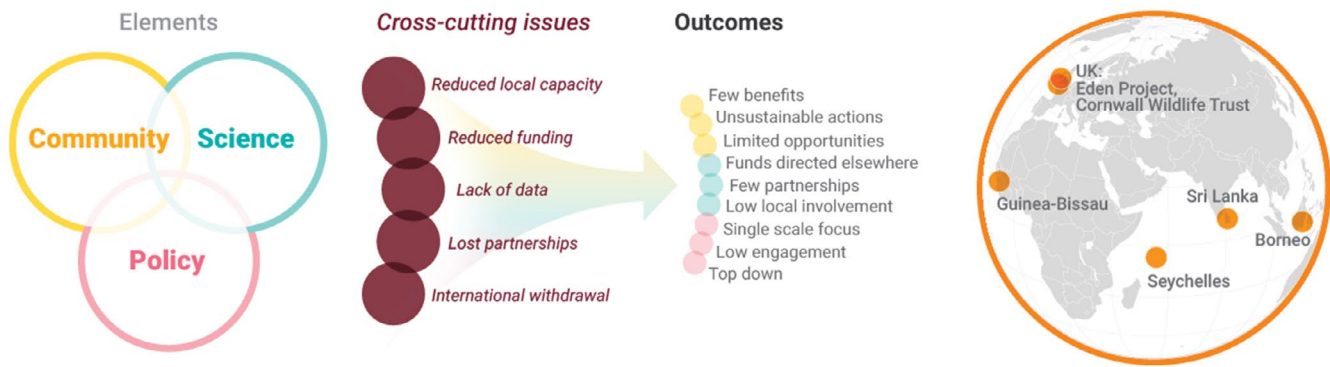 Elements
Community
Science
Policy
Cross-cutting issues
Reduced local capacity
Reduced funding
Lack of data
Lost partnerships
International withdrawal
Outcomes
Few benefits
Unsustainable actions
Limited opportunities
Funds directed elsewhere
Few partnerships
Low local involvement
Single scale focus
Low engagement
Top down
UK:
Eden Project,
Cornwall Wildlife Trust
Guinea-Bissau
Sri Lanka
Borneo
Seychelles